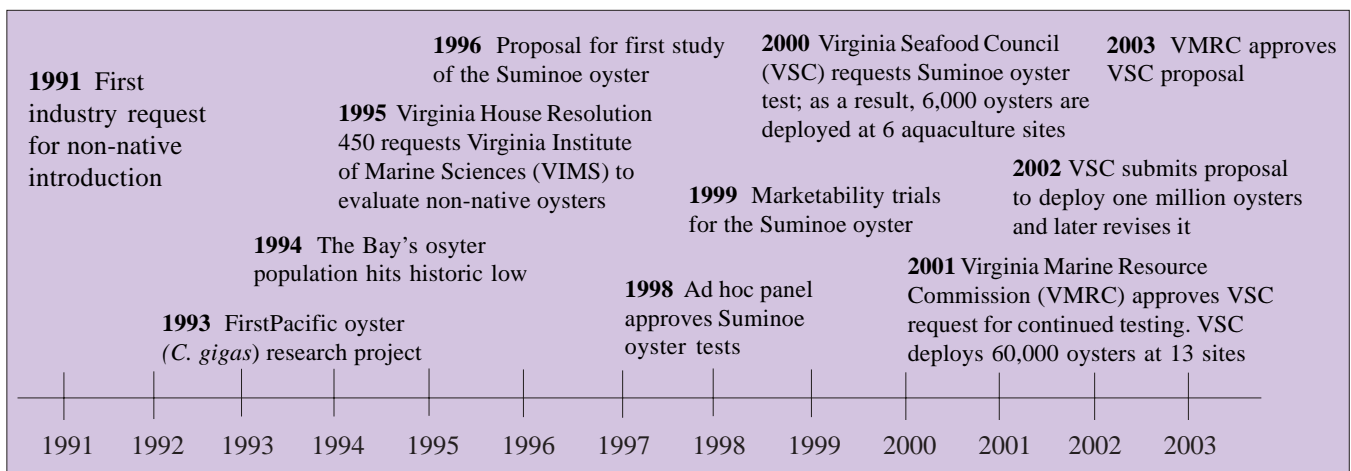 1991 First
industry request
for non-native
introduction
1993 FirstPacific oyster
(C. gigas) research project
1994 The Bay's osyter
population hits historic low
1995 Virginia House Resolution
450 requests Virginia Institute
of Marine Sciences (VIMS) to
evaluate non-native oysters
1996 Proposal for first study
of the Suminoe oyster
1998 Ad hoc panel
approves Suminoe
oyster tests
1999 Marketability trials
for the Suminoe oyster
2000 Virginia Seafood Council
(VSC) requests Suminoe oyster
test; as a result, 6,000 oysters are
deployed at 6 aquaculture sites
2001 Virginia Marine Resource
Commission (VMRC) approves VSC
request for continued testing. VSC
deploys 60,000 oysters at 13 sites
2002 VSC submits proposal
to deploy one million oysters
and later revises it
2003 VMRC approves
VSC proposal
1991 1992 1993 1994 1995 1996 1997 1998 1999 2000 2001 2002 2003